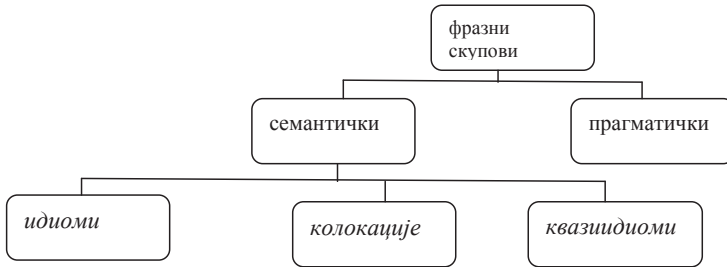 фразни
скупови
семантички
прагматички
идиоми
колокације
квазиидиоми